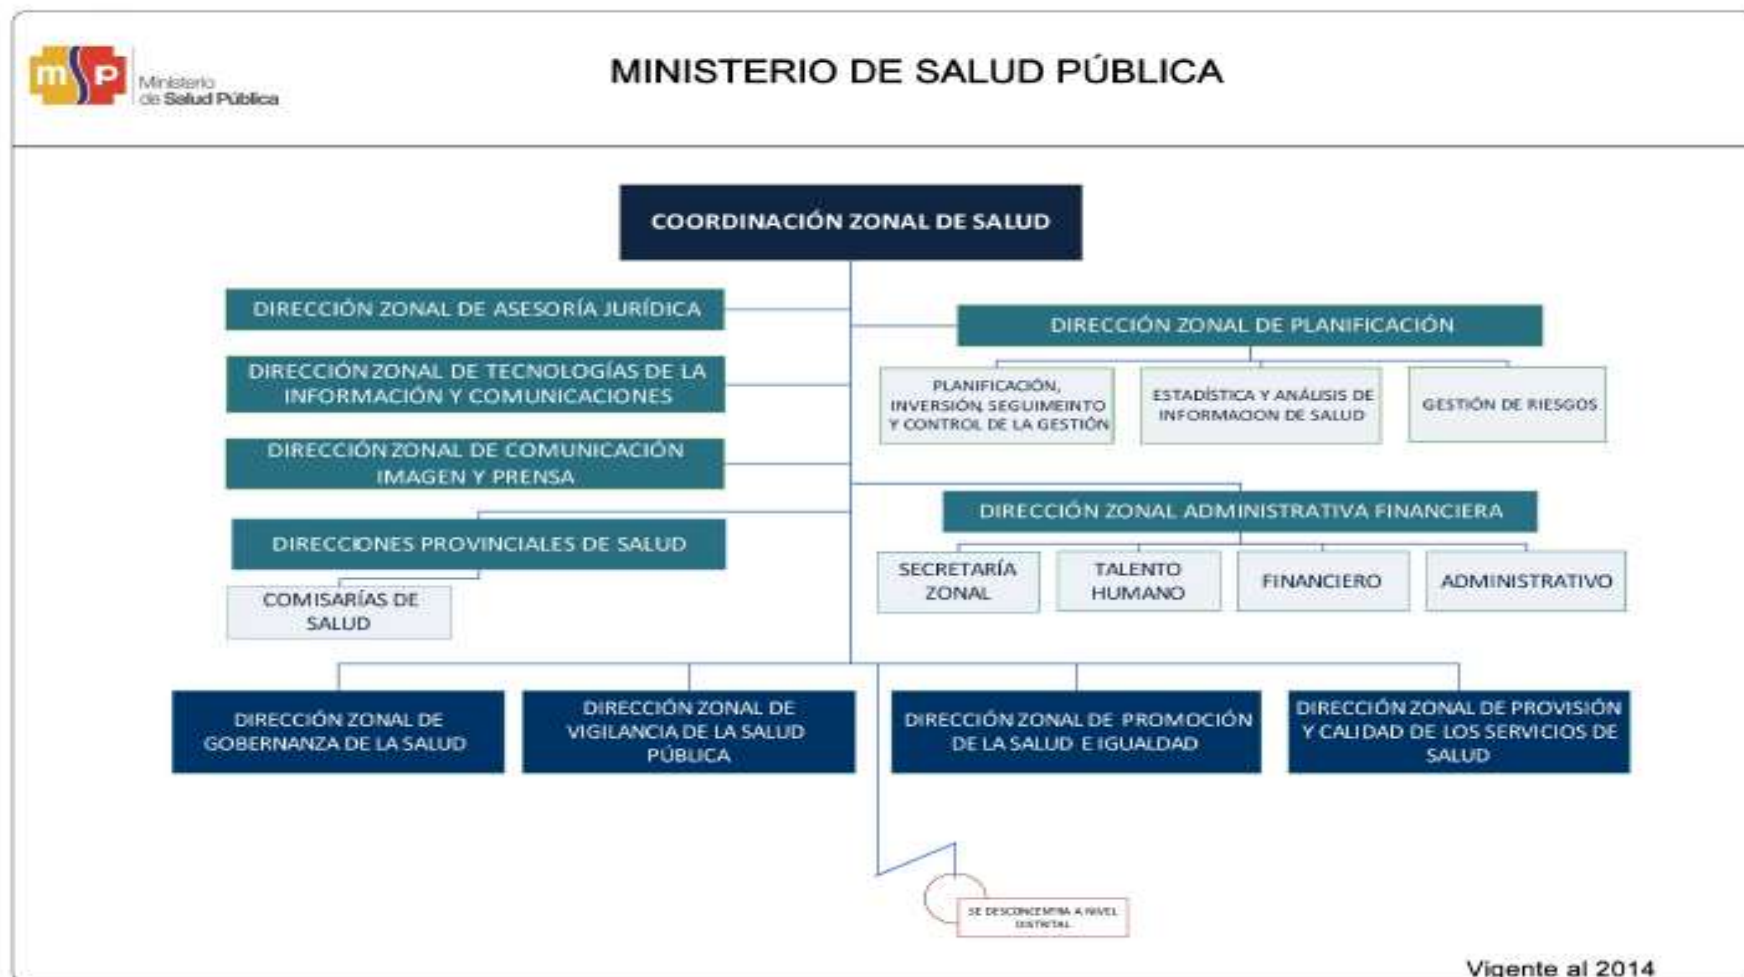 msp
Ministerio
de Salud Pública
MINISTERIO DE SALUD PÚBLICA
COORDINACIÓN ZONAL DE SALUD
DIRECCIÓN ZONAL DE ASESORÍA JURÍDICA
DIRECCIÓN ZONAL DE TECNOLOGÍAS DE LA
INFORMACIÓN Y COMUNICACIONES
DIRECCIÓN ZONAL DE COMUNICACIÓN
IMAGEN Y PRENSA
DIRECCIONES PROVINCIALES DE SALUD
COMISARÍAS DE
SALUD
DIRECCIÓN ZONAL DE PLANIFICACIÓN
PLANIFICACIÓN,
INVERSIÓN, SEGUIMEINTO
Y CONTROL DE LA GESTIÓN
ESTADÍSTICA Y ANÁLISIS DE
INFORMACION DE SALUD
GESTIÓN DE RIESGOS
DIRECCIÓN ZONAL ADMINISTRATIVA FINANCIERA
SECRETARÍA
ZONAL
TALENTO
HUMANO
FINANCIERO
ADMINISTRATIVO
DIRECCIÓN ZONAL DE
GOBERNANZA DE LA SALUD
DIRECCIÓN ZONAL DE
VIGILANCIA DE LA SALUD
PÚBLICA
DIRECCIÓN ZONAL DE PROMOCIÓN
DE LA SALUD E IGUALDAD
DIRECCIÓN ZONAL DE PROVISIÓN
Y CALIDAD DE LOS SERVICIOS DE
SALUD
SE DESCONCENTRA A NIVEL
DISTRITAL
Vigente al 2014